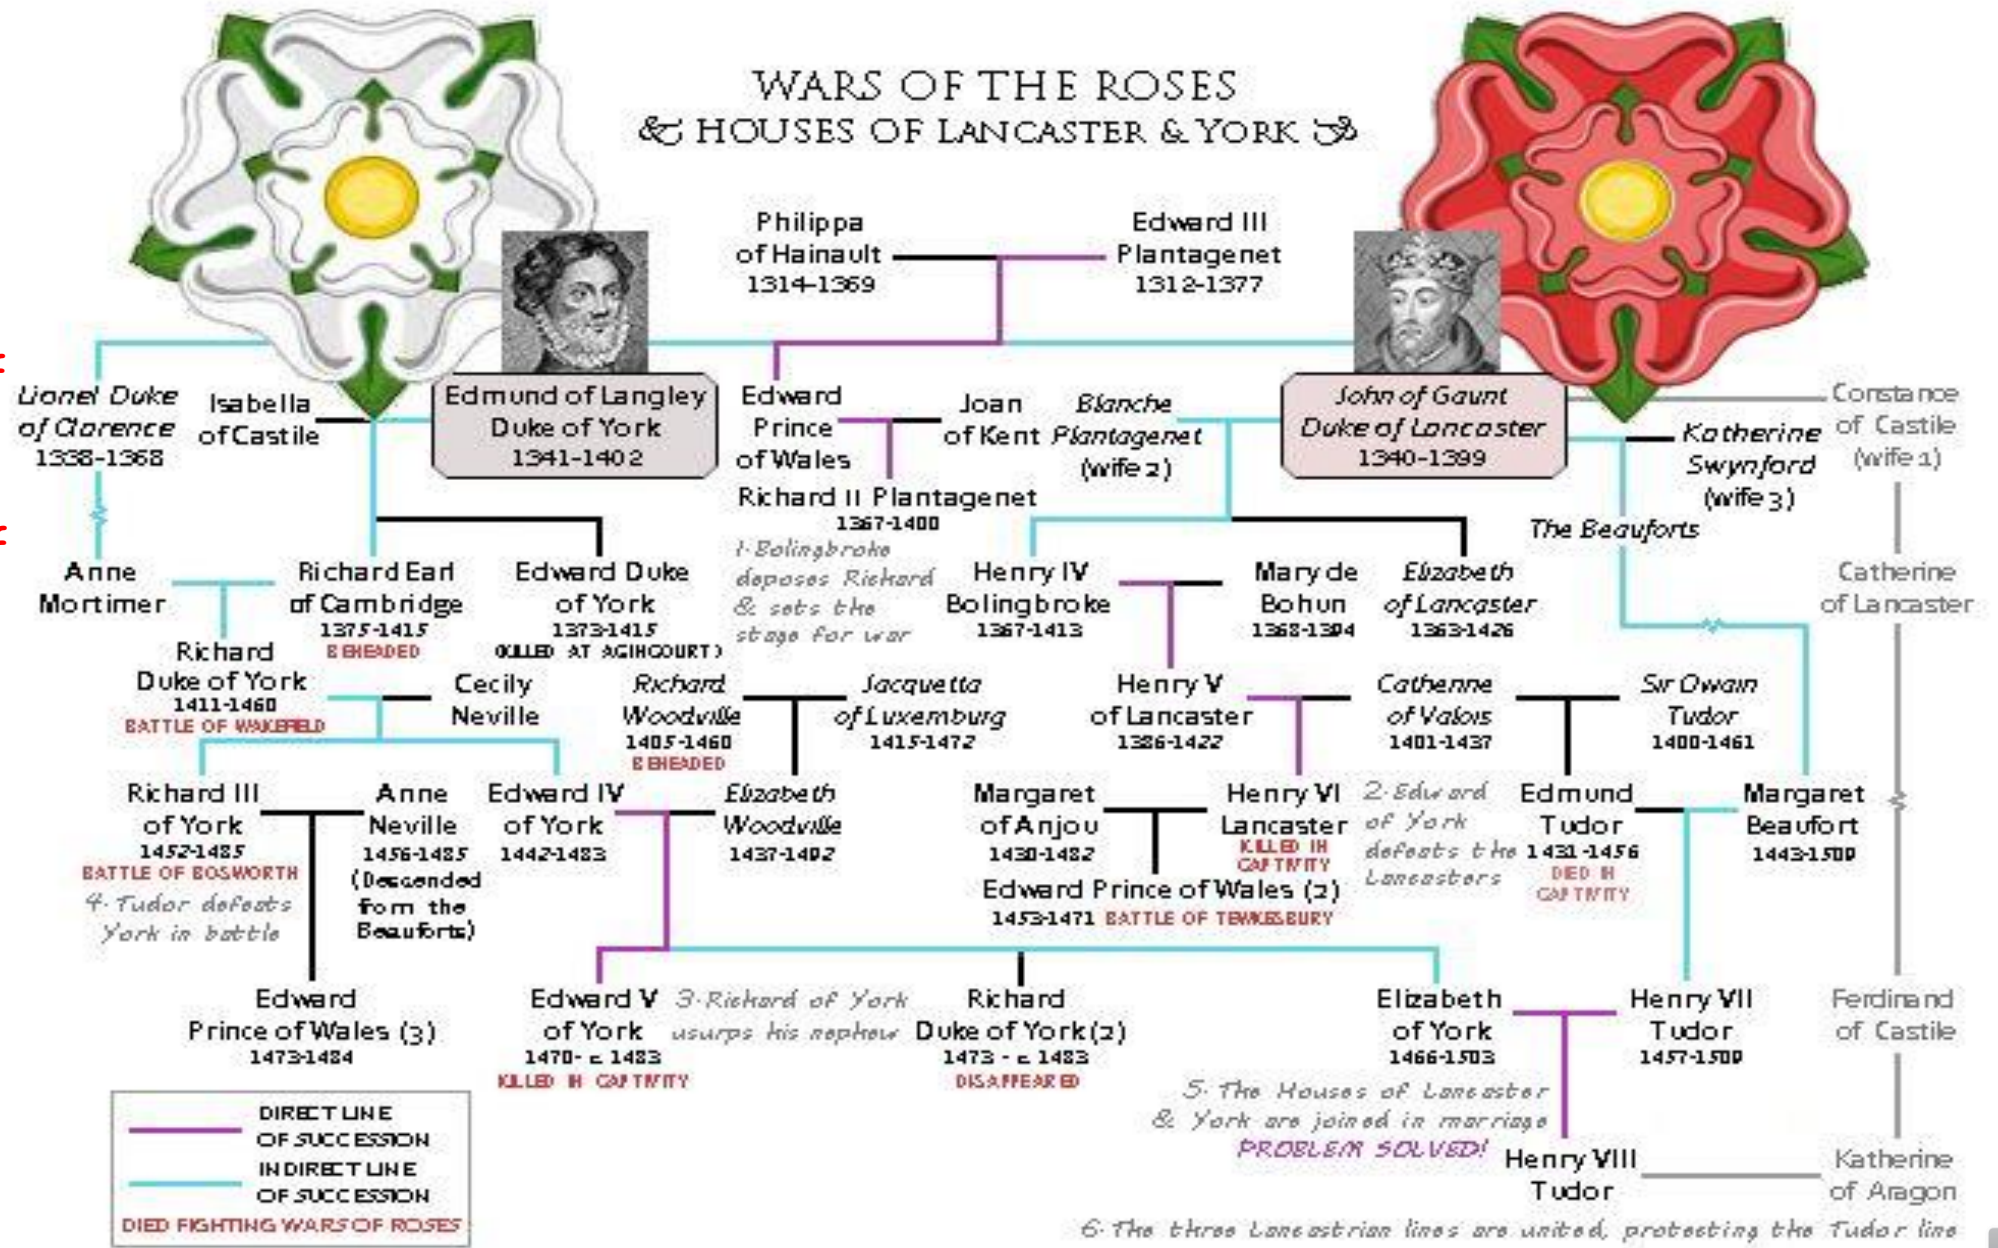 WARS OF THE ROSES
& HOUSES OF LANCASTER & YORK
Philippa
of Hainault
1314-1369
Edward III
Plantagenet
1312-1377
Lionel Duke
of Clarence
1338-1368
Isabella
of Castile
Edmund of Langley
Duke of York
1341-1402
Edward
Prince
of Wales
Joan
of Kent
Blanche
Plantagenet
(wife 2)
John of Gaunt
Duke of Lancaster
1340-1399
Katherine
Swynford
(wife 3)
Constance
of Castile
(wife 1)
Richard II Plantagenet
1367-1400
1-Bolingbroke
deposes Richard
& sets the
stage for war
The Beauforts
Anne
Mortimer
Richard Earl
of Cambridge
1375-1415
BEHEADED
Edward Duke
of York
1373-1415
(KILLED AT AGINCOURT)
Henry IV
Bolingbroke
1367-1413
Mary de
Bohun
1368-1394
Elizabeth
of Lancaster
1363-1426
Catherine
of Lancaster
Richard
Duke of York
1411-1460
BATTLE OF WAKEFIELD
Cecily
Neville
Richard
Woodville
1405-1460
BEHEADED
Jacquetta
of Luxemburg
1415-1472
Henry V
of Lancaster
1386-1422
Catherine
of Valois
1401-1437
Sir Owain
Tudor
1400-1461
Richard III
of York
1452-1485
BATTLE OF BOSWORTH
4-Tudor defeats
York in battle
Anne
Neville
1456-1485
(Descended
from the
Beauforts)
Edward IV
of York
1442-1483
Elizabeth
Woodville
1437-1492
Margaret
of Anjou
1430-1482
Henry VI
Lancaster
KILLED IN
CAPTIVITY
2-Edward
of York
defeats the
Lancasters
Edmund
Tudor
1431-1456
DIED IN
CAPTIVITY
Margaret
Beaufort
1443-1509
Edward Prince of Wales (2)
1453-1471 BATTLE OF TEWKESBURY
Edward
Prince of Wales (3)
1473-1484
Edward V
of York
1470- c 1483
KILLED IN CAPTIVITY
3-Richard of York
usurps his nephew
Richard
Duke of York (2)
1473 - c 1483
DISAPPEARED
Elizabeth
of York
1466-1503
Henry VII
Tudor
1457-1509
Ferdinand
of Castile
5- The Houses of Lancaster
& York are joined in marriage
PROBLEM SOLVED!
Henry VIII
Tudor
Katherine
of Aragon
6-The three Lancastrian lines are united, protecting the Tudor line
DIRECT LINE
OF SUCCESSION
INDIRECT LINE
OF SUCCESSION
DIED FIGHTING WARS OF ROSES